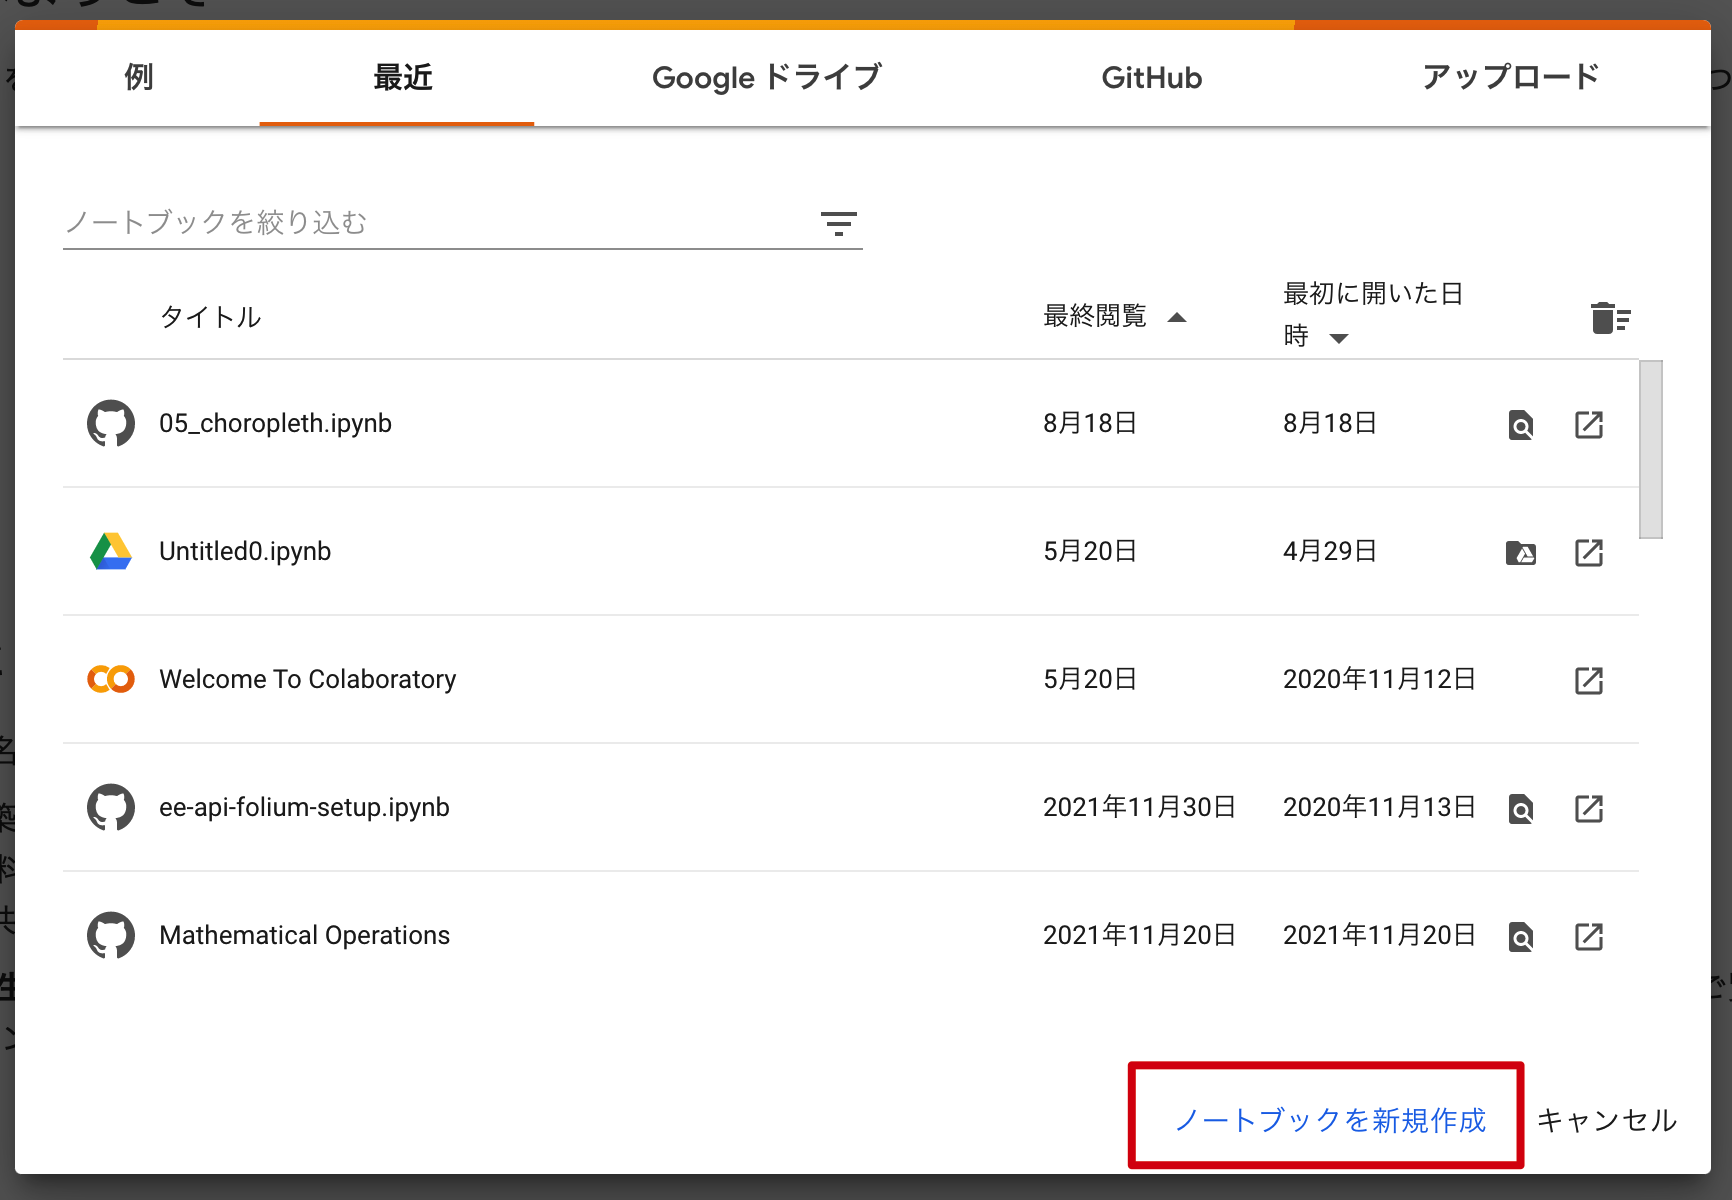 例 最近 Google ドライブ GitHub アップロード
ノートブックを絞り込む
タイトル 最終閲覧 最初に開いた日時
05_choropleth.ipynb 8月18日 8月18日
Untitled0.ipynb 5月20日 4月29日
Welcome To Colaboratory 5月20日 2020年11月12日
ee-api-folium-setup.ipynb 2021年11月30日 2020年11月13日
Mathematical Operations 2021年11月20日 2021年11月20日
ノートブックを新規作成 キャンセル